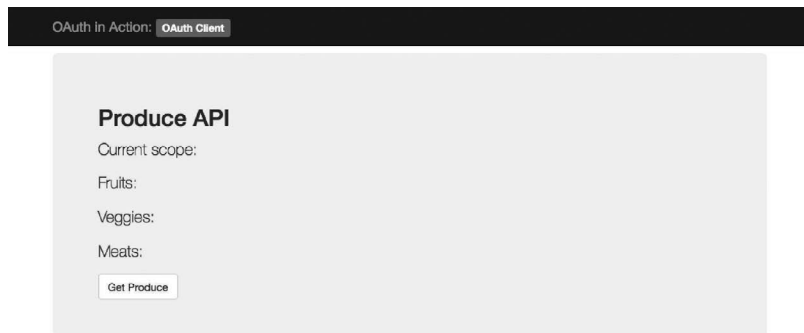 OAuth in Action: OAuth Client
Produce API
Current scope:
Fruits:
Veggies:
Meats:
Get Produce